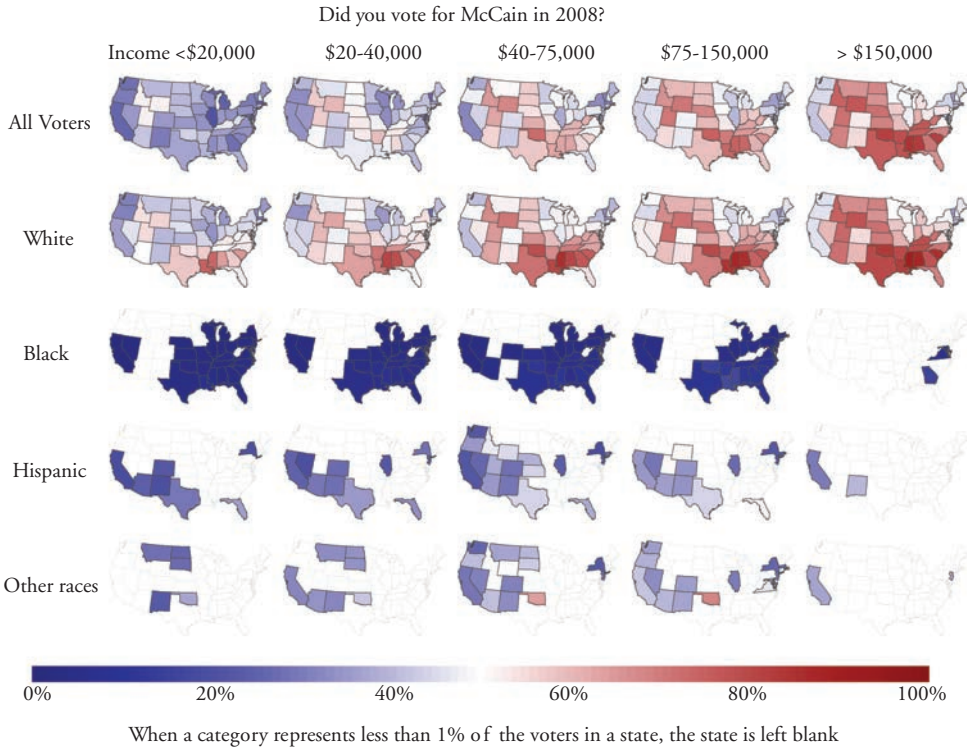 Did you vote for McCain in 2008?
Income <$20,000 $20-40,000 $40-75,000 $75-150,000 > $150,000
All Voters
White
Black
Hispanic
Other races
0% 20% 40% 60% 80% 100%
When a category represents less than 1% of the voters in a state, the state is left blank